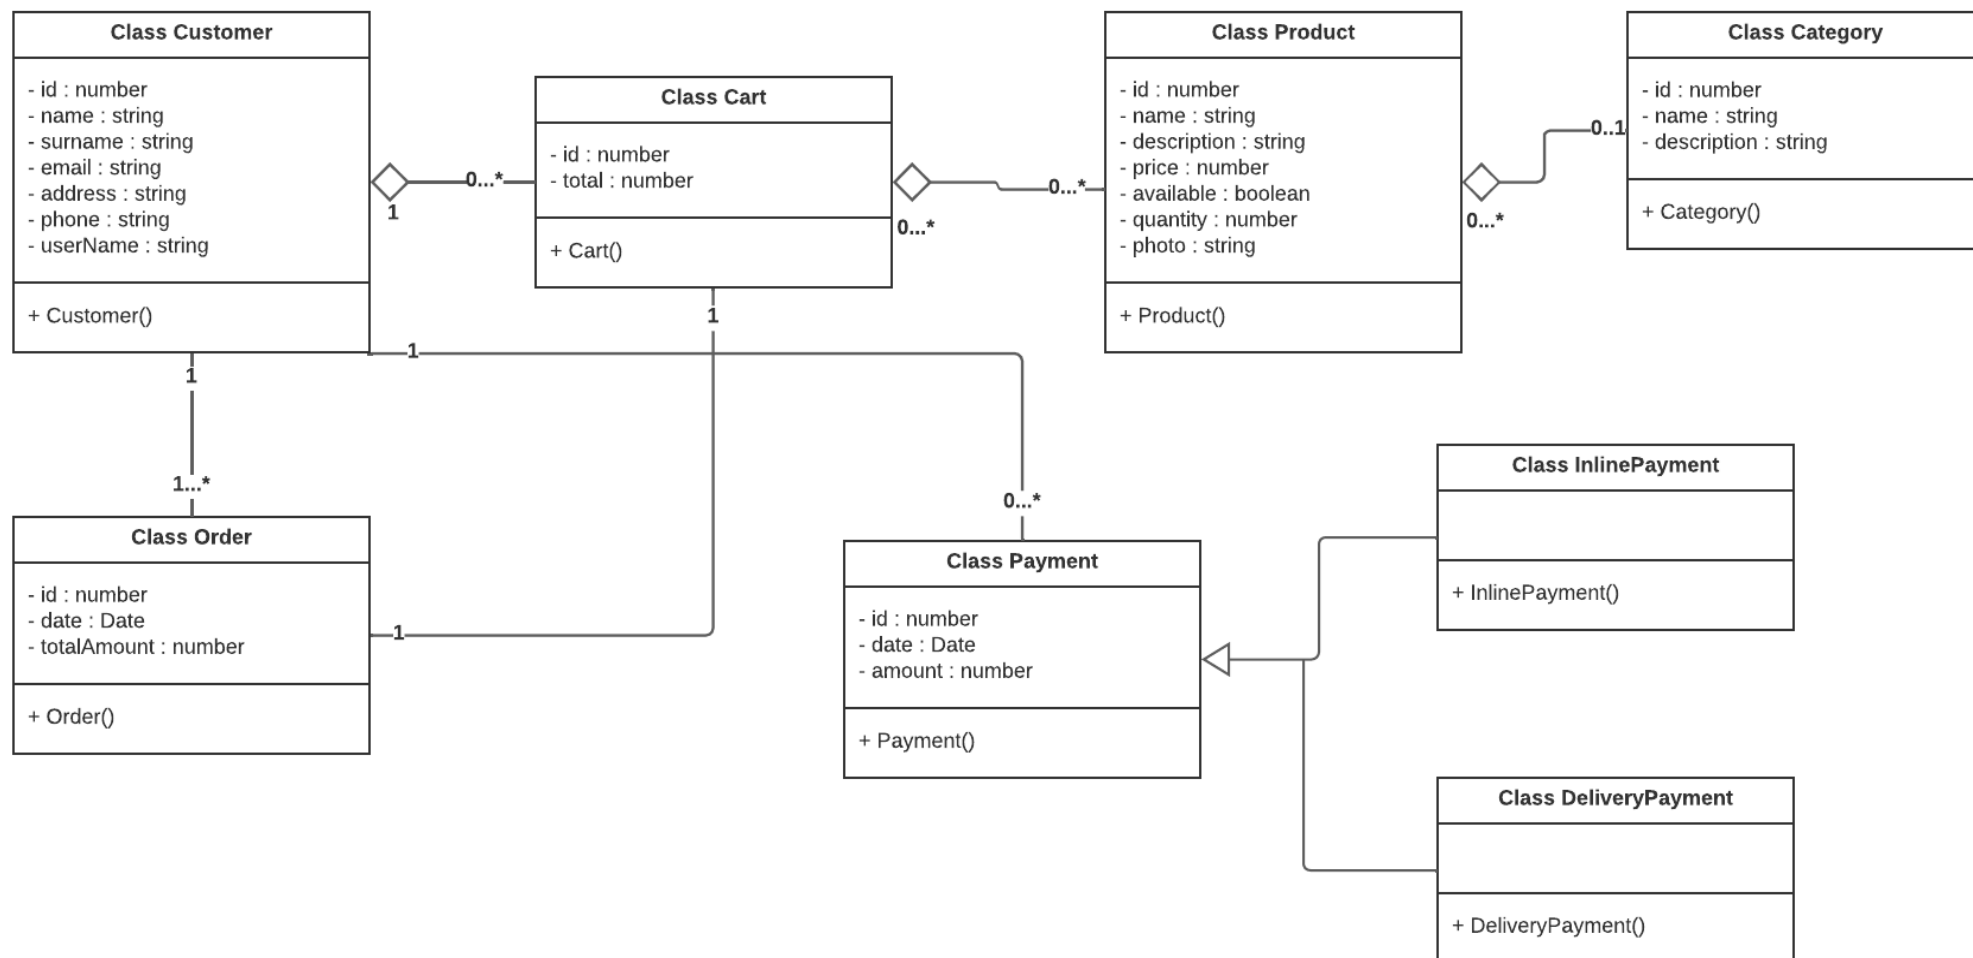 Class Customer
- id : number
- name : string
- surname : string
- email : string
- address : string
- phone : string
- userName : string
+ Customer()
Class Cart
- id : number
- total : number
+ Cart()
Class Product
- id : number
- name : string
- description : string
- price : number
- available : boolean
- quantity : number
- photo : string
+ Product()
Class Category
- id : number
- name : string
- description : string
+ Category()
1
0...*
0...*
0...*
0...*
0..1
1
1
1
1...*
0...*
1
Class Order
- id : number
- date : Date
- totalAmount : number
+ Order()
Class Payment
- id : number
- date : Date
- amount : number
+ Payment()
Class InlinePayment
+ InlinePayment()
Class DeliveryPayment
+ DeliveryPayment()